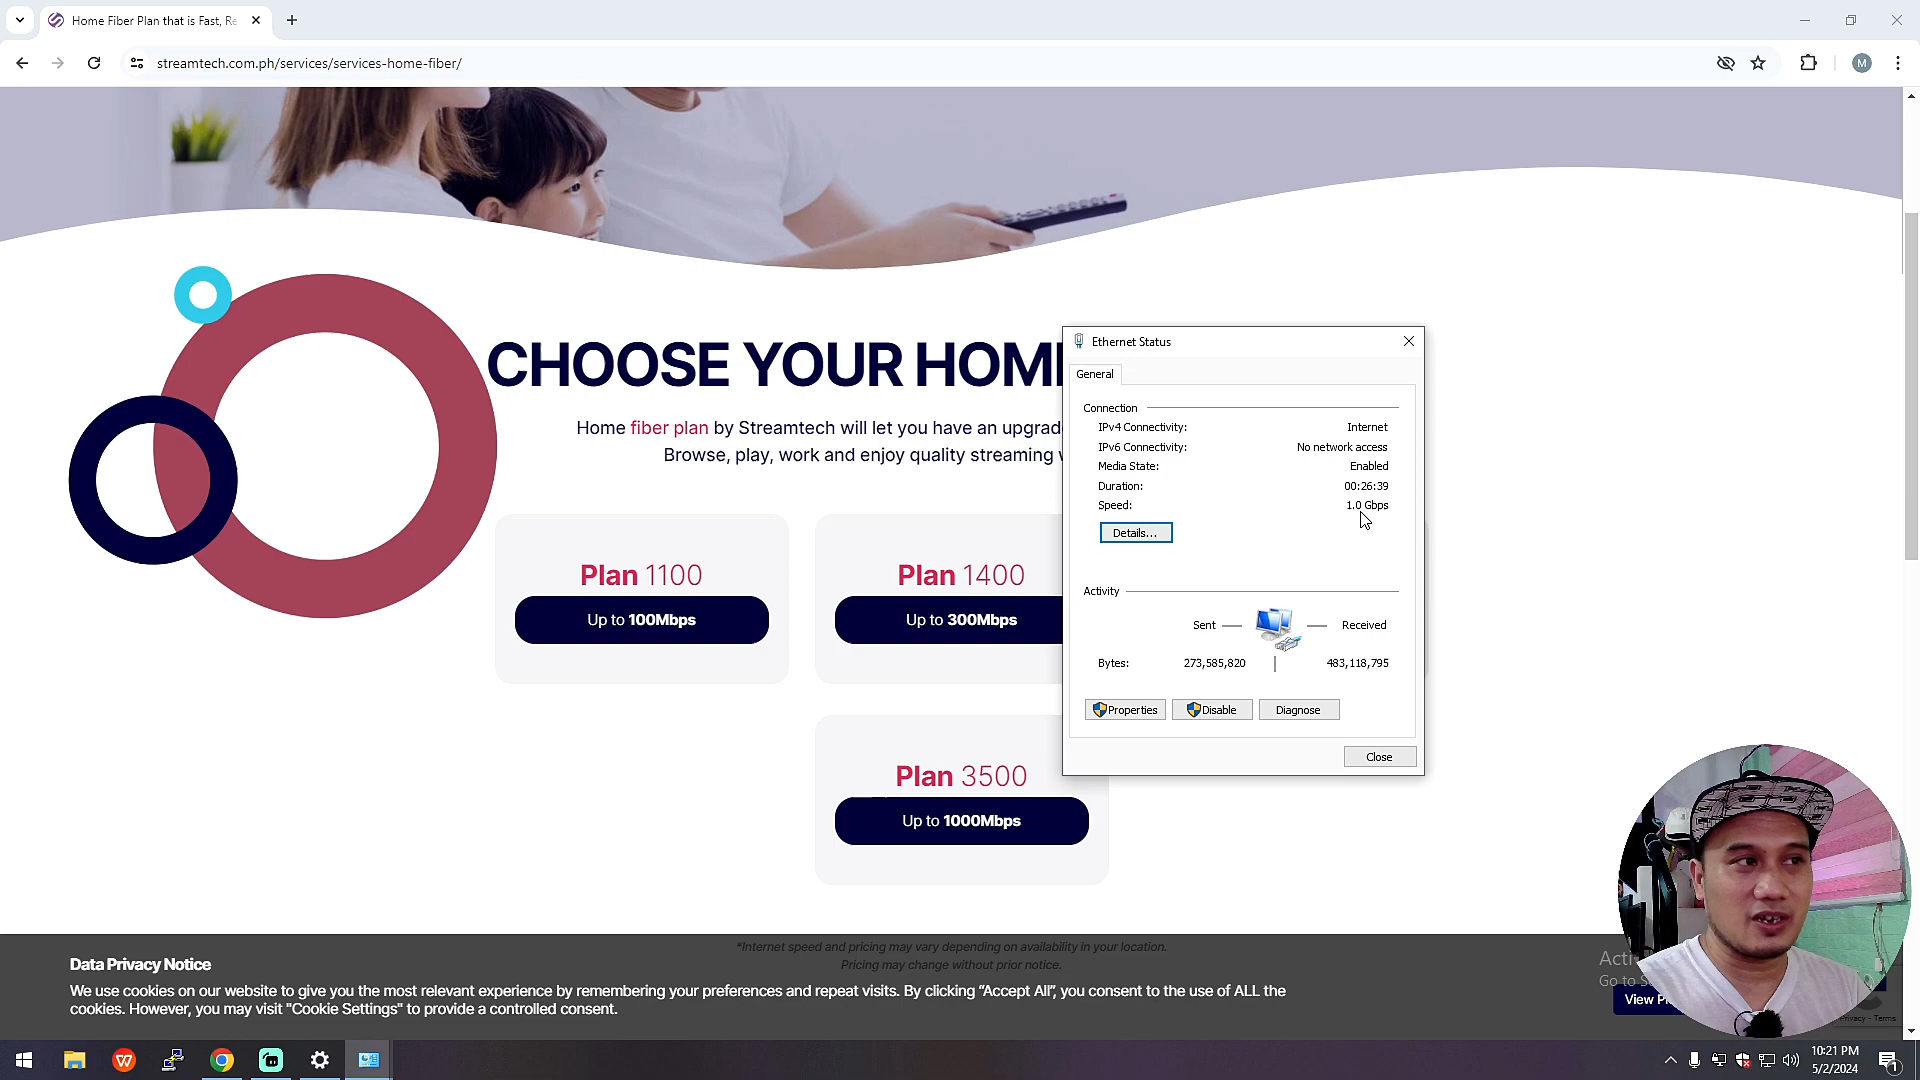 Home Fiber Plan that is Fast, Re
streamtech.com.ph/services/services-home-fiber/
M
CHOOSE YOUR HOM
Home fiber plan by Streamtech will let you have an upgrad
Browse, play, work and enjoy quality streaming
Plan 1100
Up to 100Mbps
Plan 1400
Up to 300Mbps
Plan 3500
Up to 1000Mbps
Ethernet Status
General
Connection
IPv4 Connectivity: Internet
IPv6 Connectivity: No network access
Media State: Enabled
Duration: 00:26:39
Speed: 1.0 Gbps
Details...
Activity
Sent Received
Bytes: 273,585,820 483,118,795
Properties Disable Diagnose
Close
*Internet speed and pricing may vary depending on availability in your location.
Pricing may change without prior notice.
Data Privacy Notice
We use cookies on our website to give you the most relevant experience by remembering your preferences and repeat visits. By clicking “Accept All”, you consent to the use of ALL the
cookies. However, you may visit "Cookie Settings" to provide a controlled consent.
Acti
Go to S
View P
Privacy - Terms
10:21 PM
5/2/2024
1